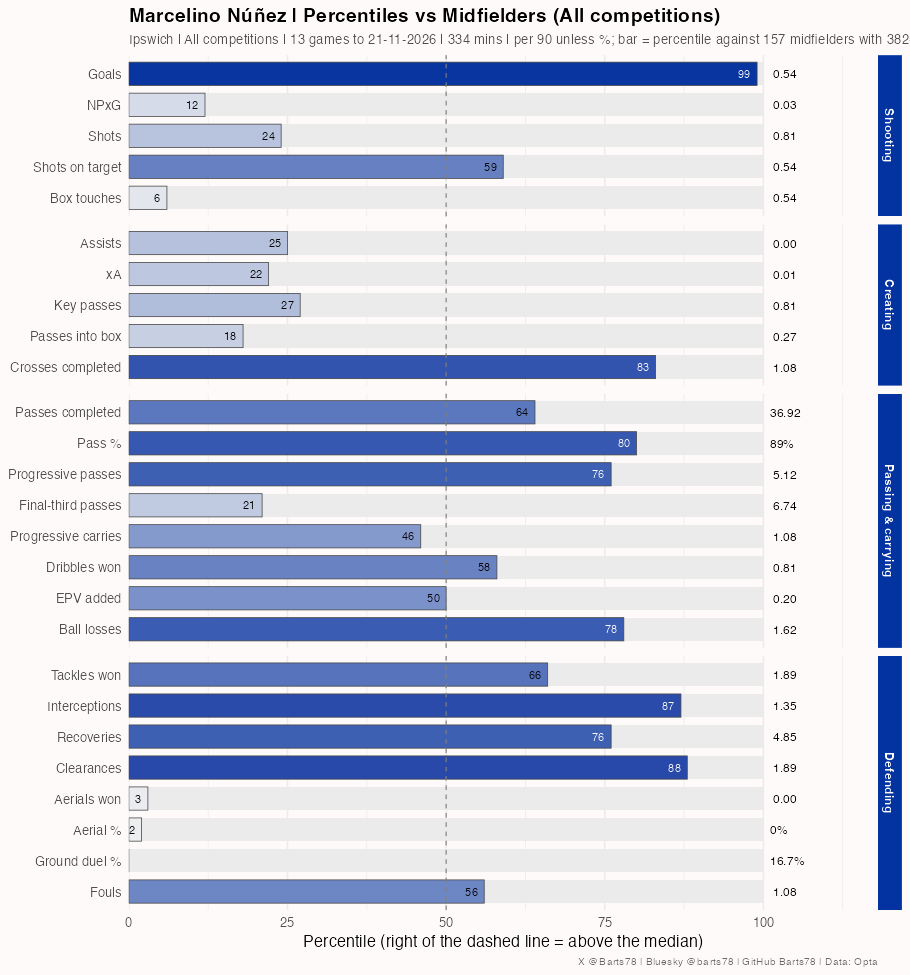 Marcelino Núñez | Percentiles vs Midfielders (All competitions)
Ipswich | All competitions | 13 games to 21-11-2026 | 334 mins | per 90 unless %; bar = percentile against 157 midfielders with 382
Goals 99 0.54
NPxG 12 0.03
Shots 24 0.81
Shots on target 59 0.54
Box touches 6 0.54
Shooting
Assists 25 0.00
xA 22 0.01
Key passes 27 0.81
Passes into box 18 0.27
Crosses completed 83 1.08
Creating
Passes completed 64 36.92
Pass % 80 89%
Progressive passes 76 5.12
Final-third passes 21 6.74
Progressive carries 46 1.08
Dribbles won 58 0.81
EPV added 50 0.20
Ball losses 78 1.62
Passing & carrying
Tackles won 66 1.89
Interceptions 87 1.35
Recoveries 76 4.85
Clearances 88 1.89
Aerials won 3 0.00
Aerial % 2 0%
Ground duel % 16.7%
Fouls 56 1.08
Defending
0 25 50 75 100
Percentile (right of the dashed line = above the median)
X @Barts78 | Bluesky @barts78 | GitHub Barts78 | Data: Opta